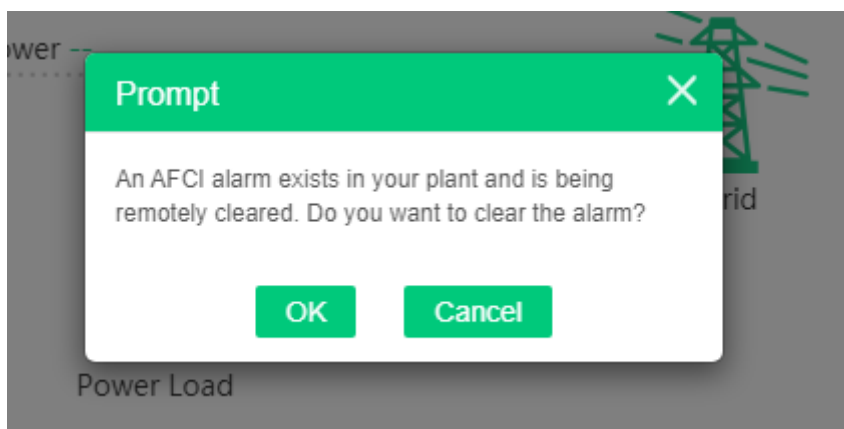 ower --
Prompt
An AFCI alarm exists in your plant and is being
remotely cleared. Do you want to clear the alarm?
rid
OK Cancel
Power Load